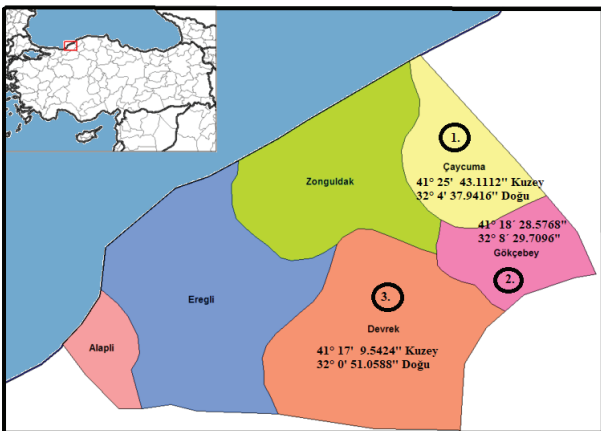 1.
Çaycuma
41° 25' 43.1112" Kuzey
32° 4' 37.9416" Doğu
Zonguldak
41° 18' 28.5768"
32° 8' 29.7096"
Gökçebey
2.
Eregli
3.
Devrek
41° 17' 9.5424" Kuzey
32° 0' 51.0588" Doğu
Alapli